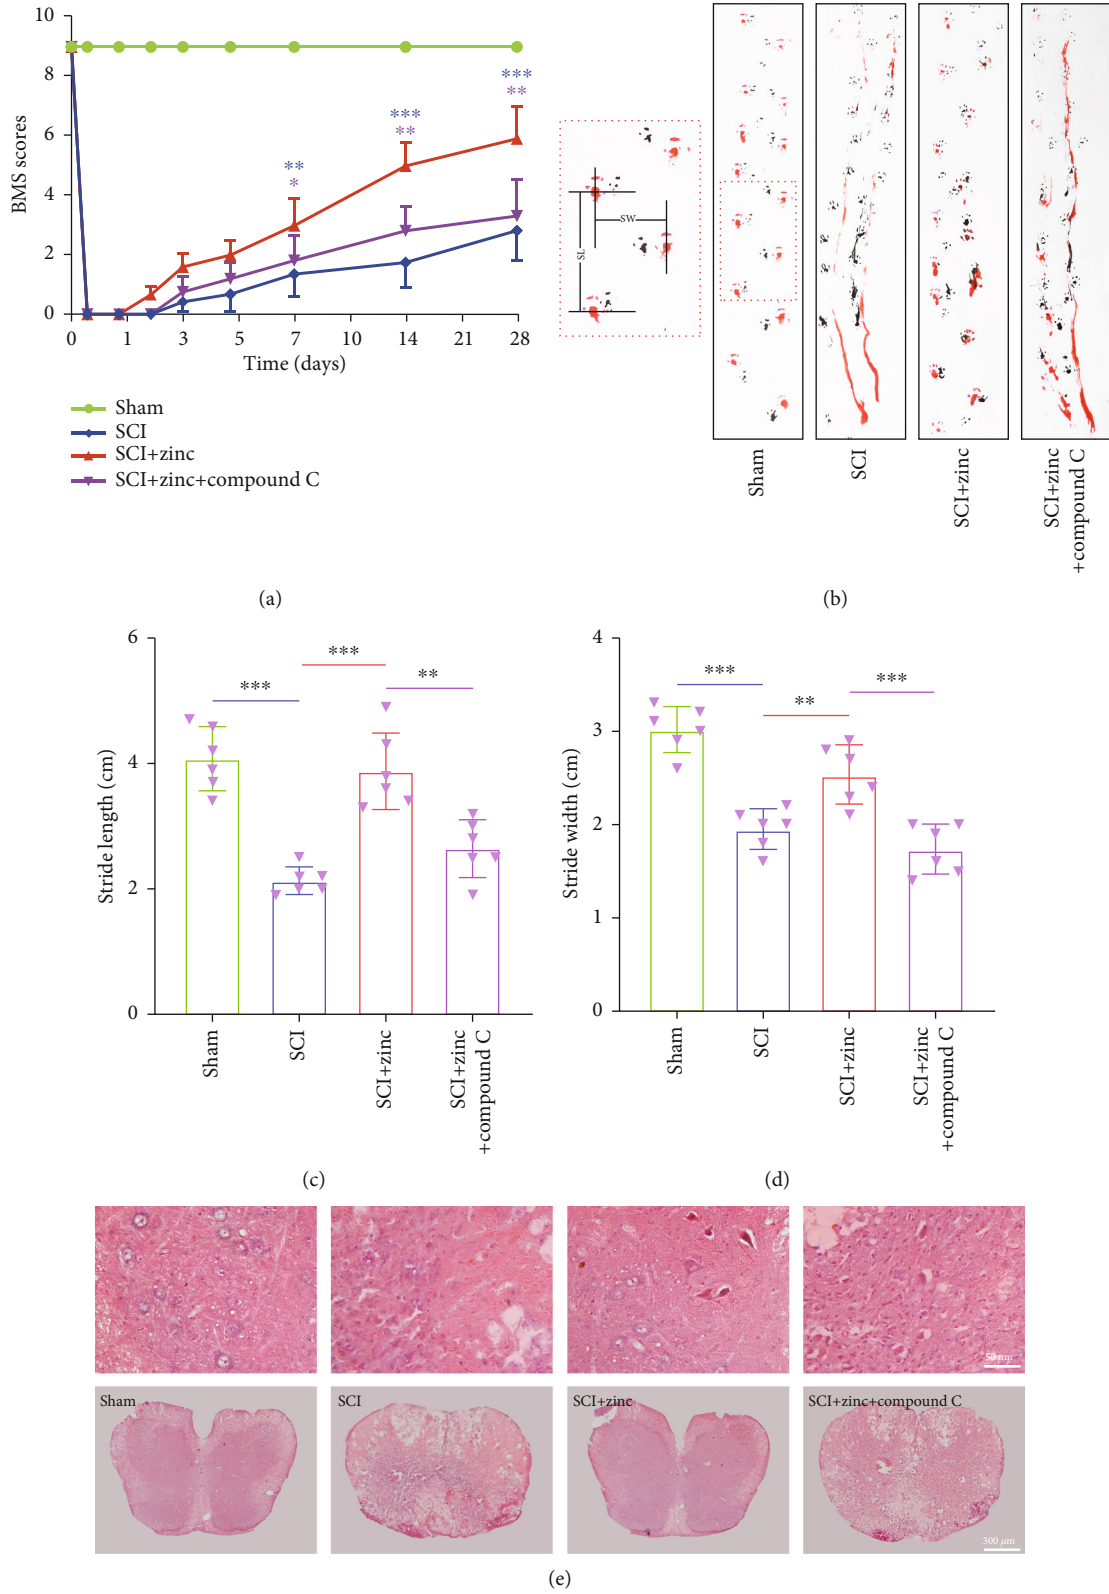 10
8
6
4
2
0
BMS scores
***
**
***
**
**
*
0 1 3 5 7 10 14 21 28
Time (days)
Sham
SCI
SCI+zinc
SCI+zinc+compound C
(a)
SW
SL
Sham
SCI
SCI+zinc
SCI+zinc
+compound C
(b)
6
4
2
0
Stride length (cm)
***
***
**
Sham
SCI
SCI+zinc
SCI+zinc
+compound C
(c)
4
3
2
1
0
Stride width (cm)
***
**
***
Sham
SCI
SCI+zinc
SCI+zinc
+compound C
(d)
50 μm
Sham
SCI
SCI+zinc
SCI+zinc+compound C
300 μm
(e)